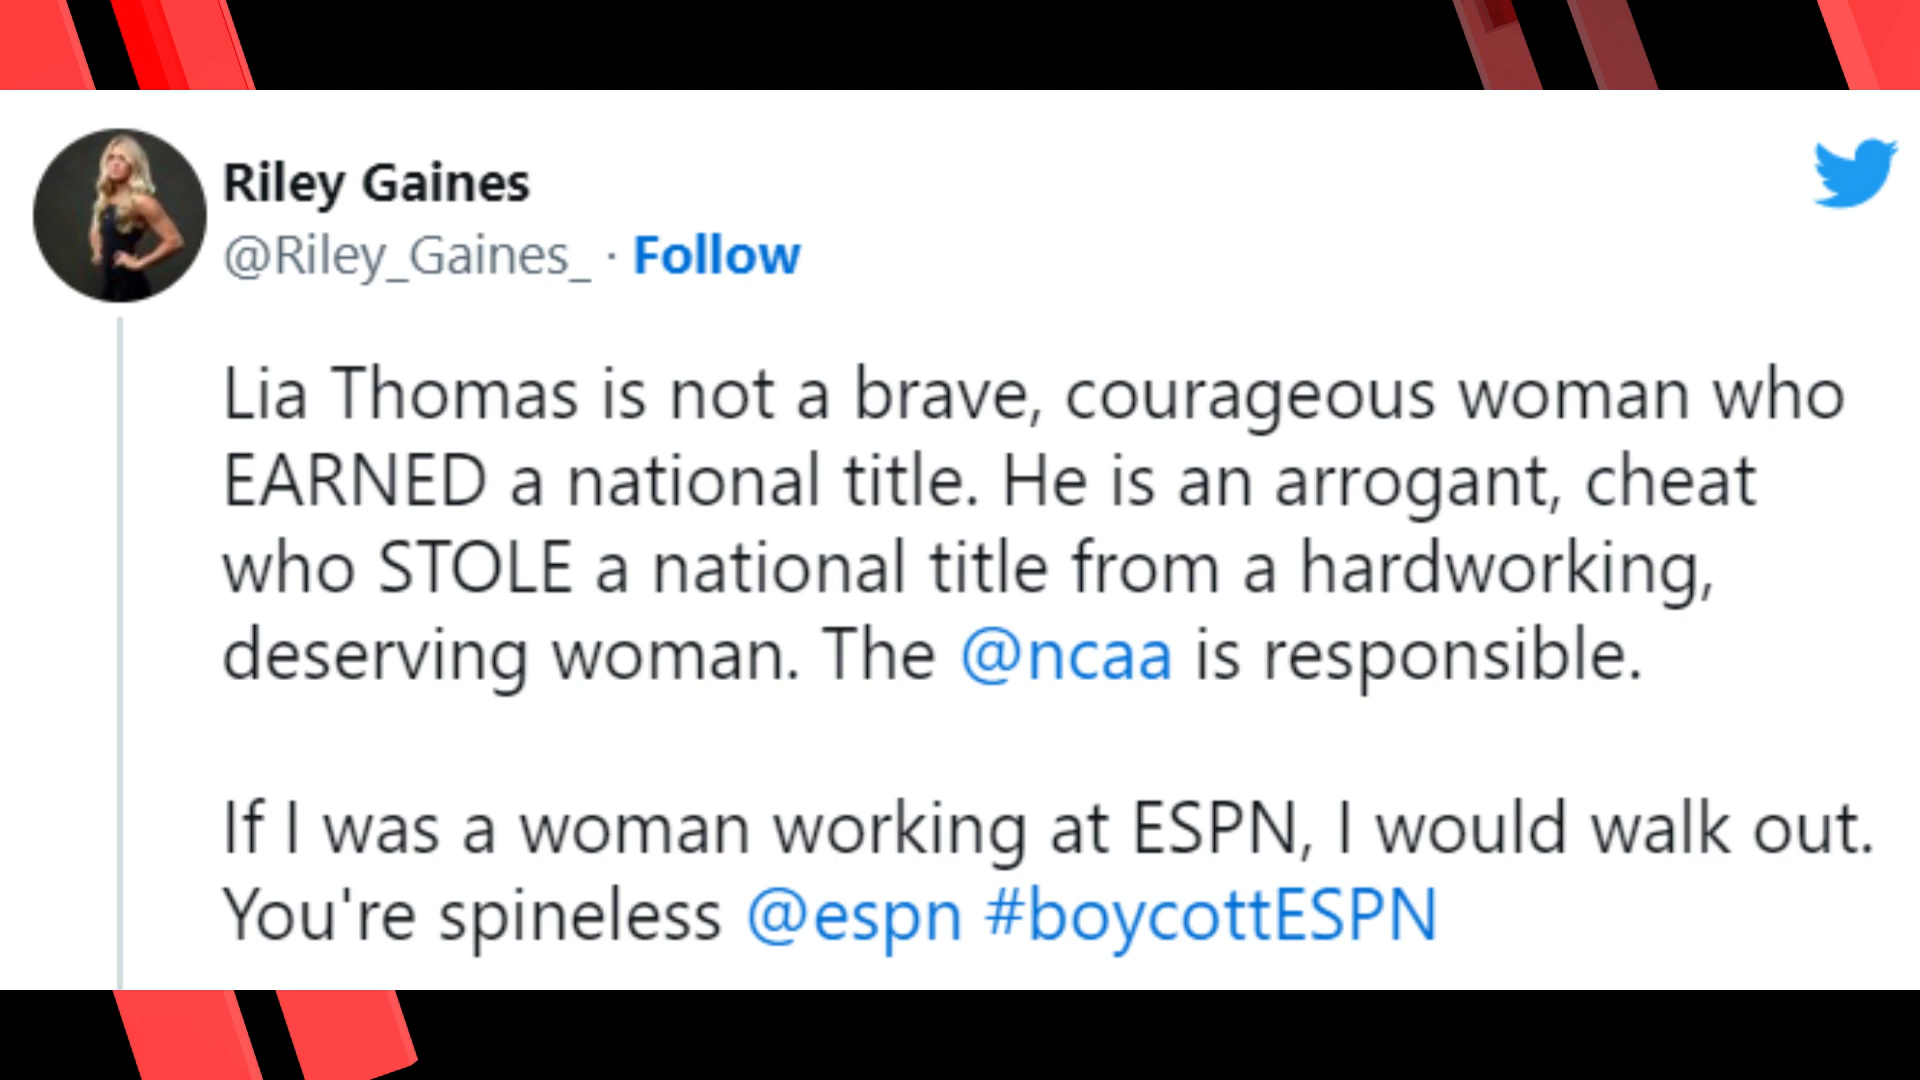 Riley Gaines
@Riley_Gaines_ · Follow
Lia Thomas is not a brave, courageous woman who
EARNED a national title. He is an arrogant, cheat
who STOLE a national title from a hardworking,
deserving woman. The @ncaa is responsible.
If I was a woman working at ESPN, I would walk out.
You're spineless @espn #boycottESPN